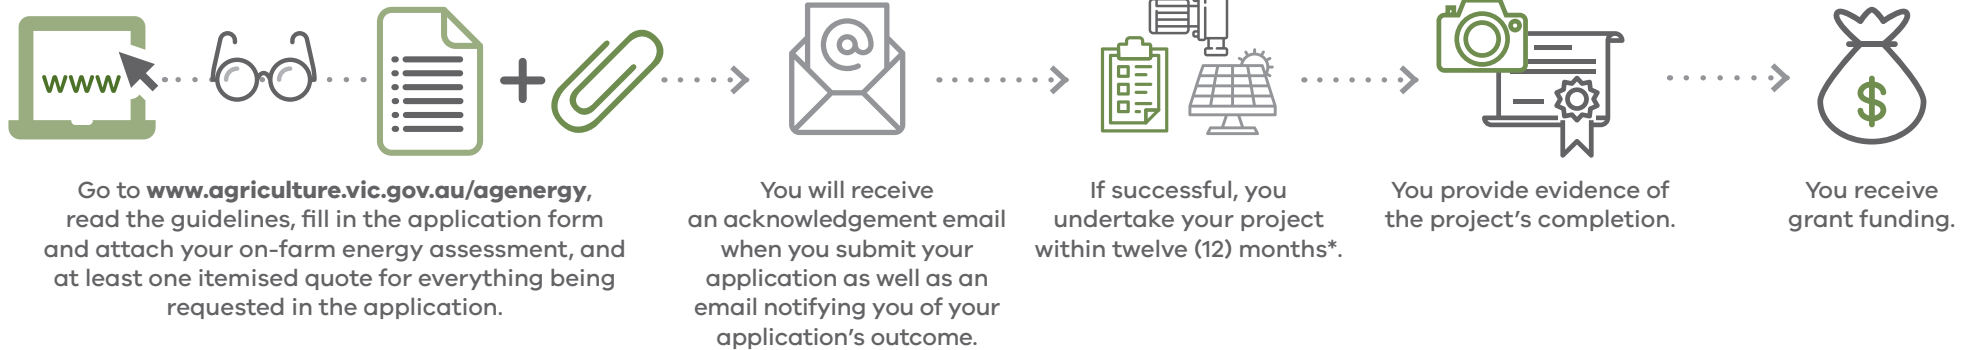 www
@
Go to www.agriculture.vic.gov.au/agenergy,
read the guidelines, fill in the application form
and attach your on-farm energy assessment, and
at least one itemised quote for everything being
requested in the application.
You will receive
an acknowledgement email
when you submit your
application as well as an
email notifying you of your
application’s outcome.
If successful, you
undertake your project
within twelve (12) months*.
You provide evidence of
the project’s completion.
$
You receive
grant funding.